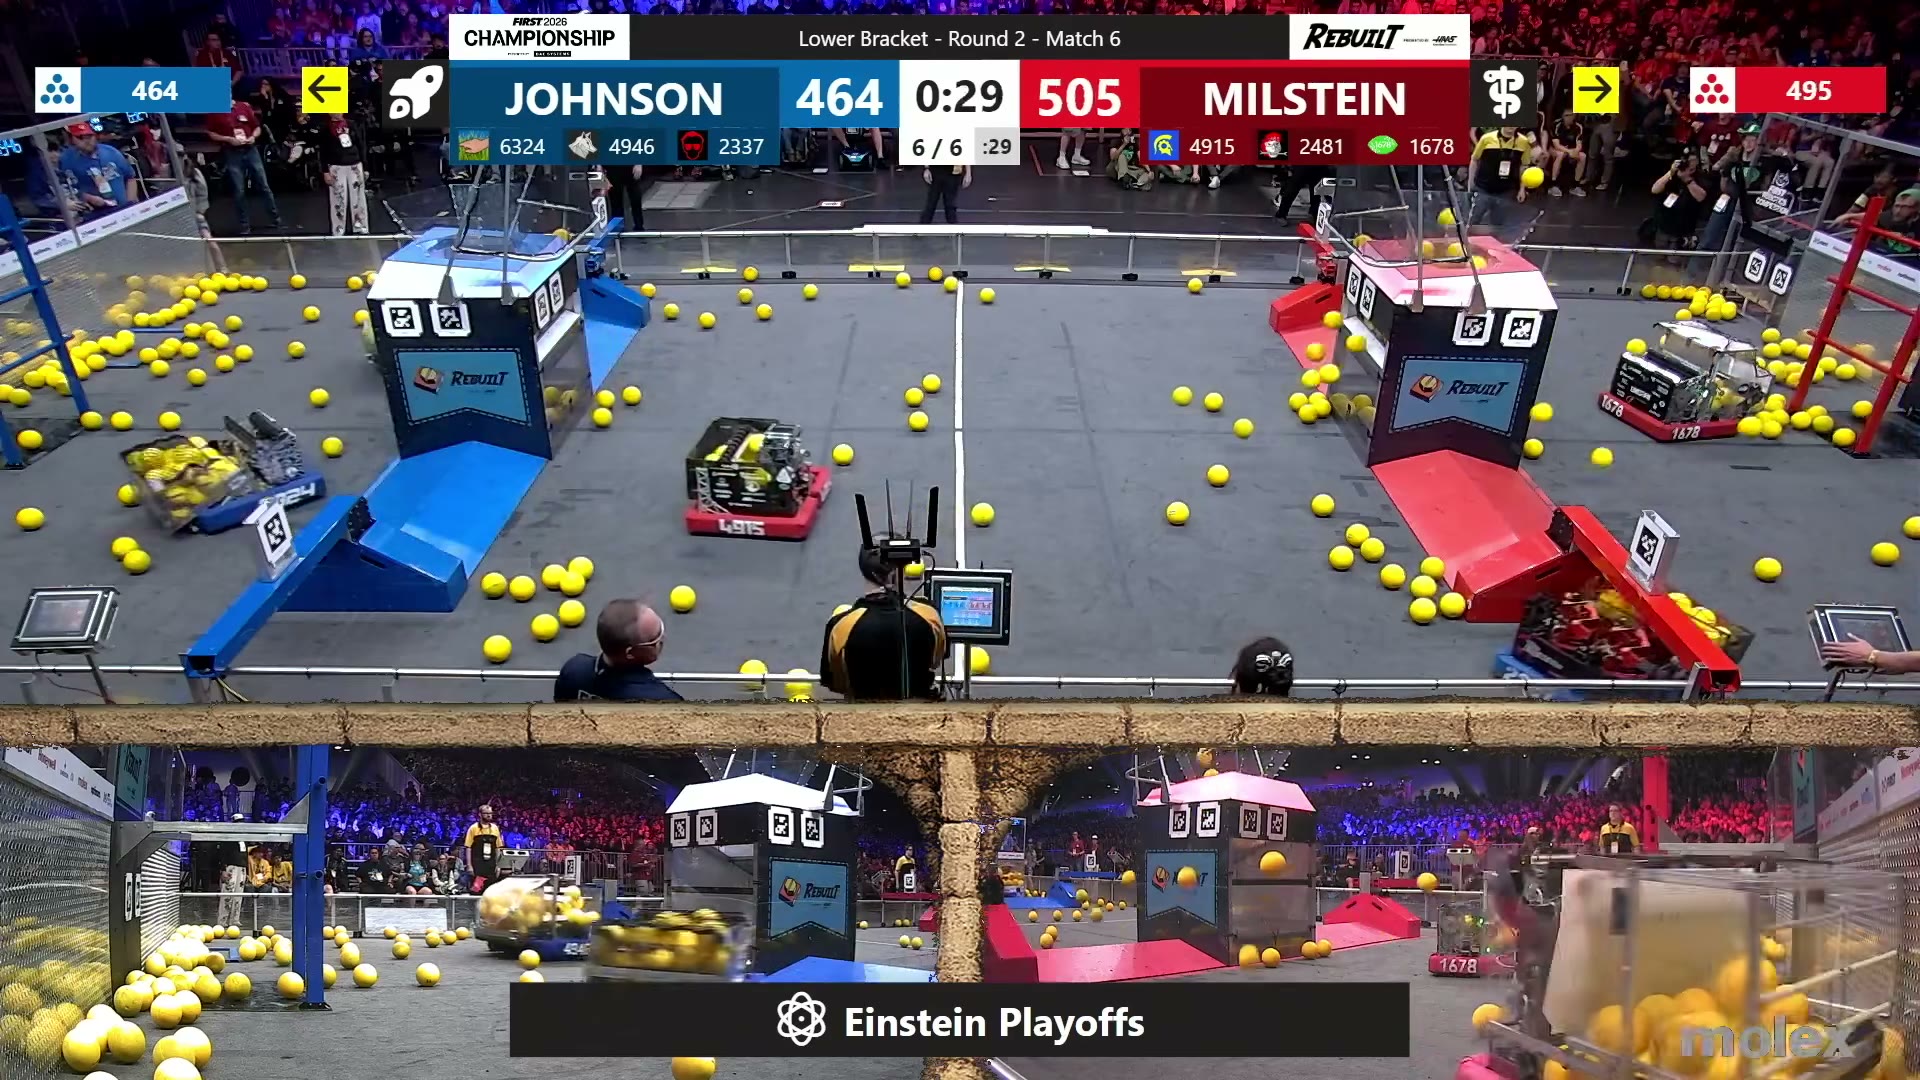 FIRST 2026
CHAMPIONSHIP
Lower Bracket - Round 2 - Match 6
REBUILT
464
JOHNSON
464
0:29
505
MILSTEIN
495
6324
4946
2337
6 / 6
:29
4915
2481
1678
REBUILT
REBUILT
1678
1678
4915
REBUILT
REBUILT
1678
Einstein Playoffs
molex